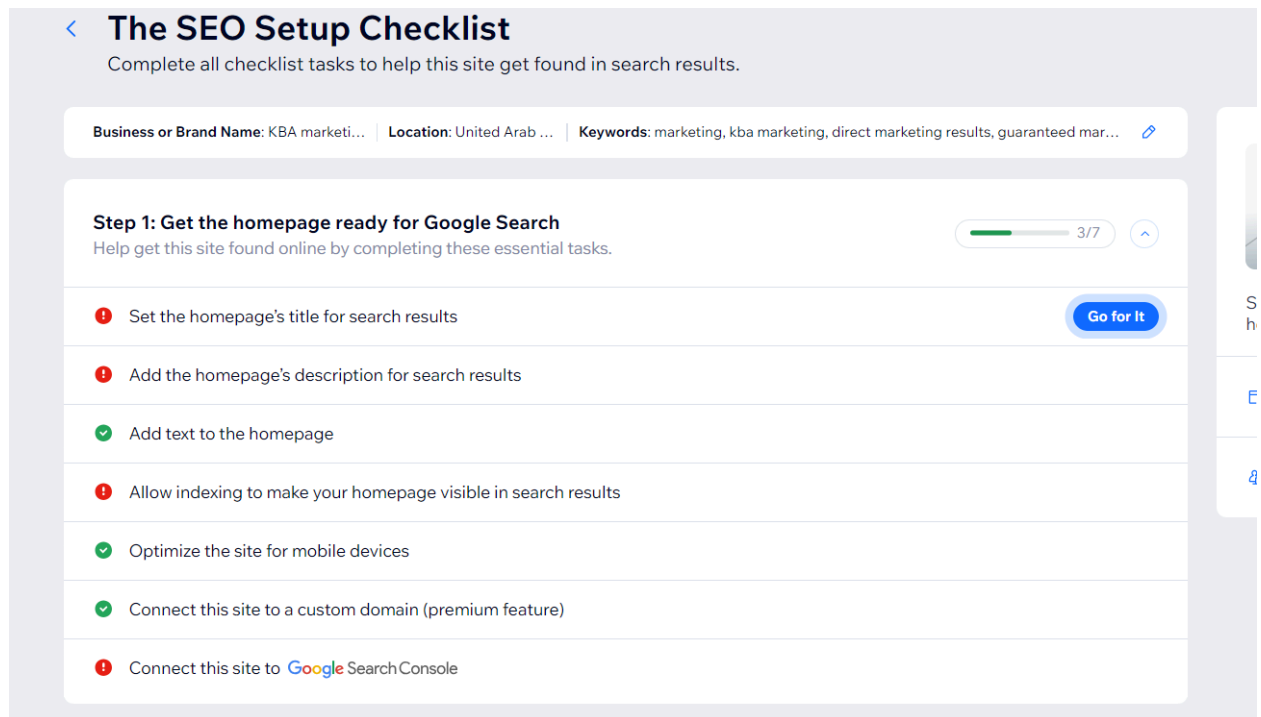 The SEO Setup Checklist
Complete all checklist tasks to help this site get found in search results.
Business or Brand Name: KBA marketi... Location: United Arab ... Keywords: marketing, kba marketing, direct marketing results, guaranteed mar...
Step 1: Get the homepage ready for Google Search
Help get this site found online by completing these essential tasks.
3/7
Set the homepage's title for search results
Go for It
Add the homepage's description for search results
Add text to the homepage
Allow indexing to make your homepage visible in search results
Optimize the site for mobile devices
Connect this site to a custom domain (premium feature)
Connect this site to Google Search Console